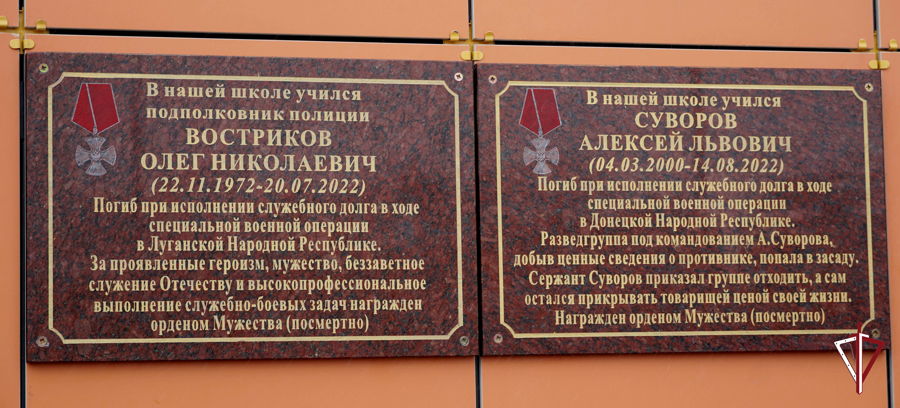 В нашей школе учился
подполковник полиции
ВОСТРИКОВ
ОЛЕГ НИКОЛАЕВИЧ
(22.11.1972-20.07.2022)
Погиб при исполнении служебного долга в ходе
специальной военной операции
в Луганской Народной Республике.
За проявленные героизм, мужество, беззаветное
служение Отечеству и высокопрофессиональное
выполнение служебно-боевых задач награжден
орденом Мужества (посмертно)
В нашей школе учился
СУВОРОВ
АЛЕКСЕЙ ЛЬВОВИЧ
(04.03.2000-14.08.2022)
Погиб при исполнении служебного долга в ходе
специальной военной операции
в Донецкой Народной Республике.
Разведгруппа под командованием А.Суворова,
добыв ценные сведения о противнике, попала в засаду.
Сержант Суворов приказал группе отходить, а сам
остался прикрывать товарищей ценой своей жизни.
Награжден орденом Мужества (посмертно)